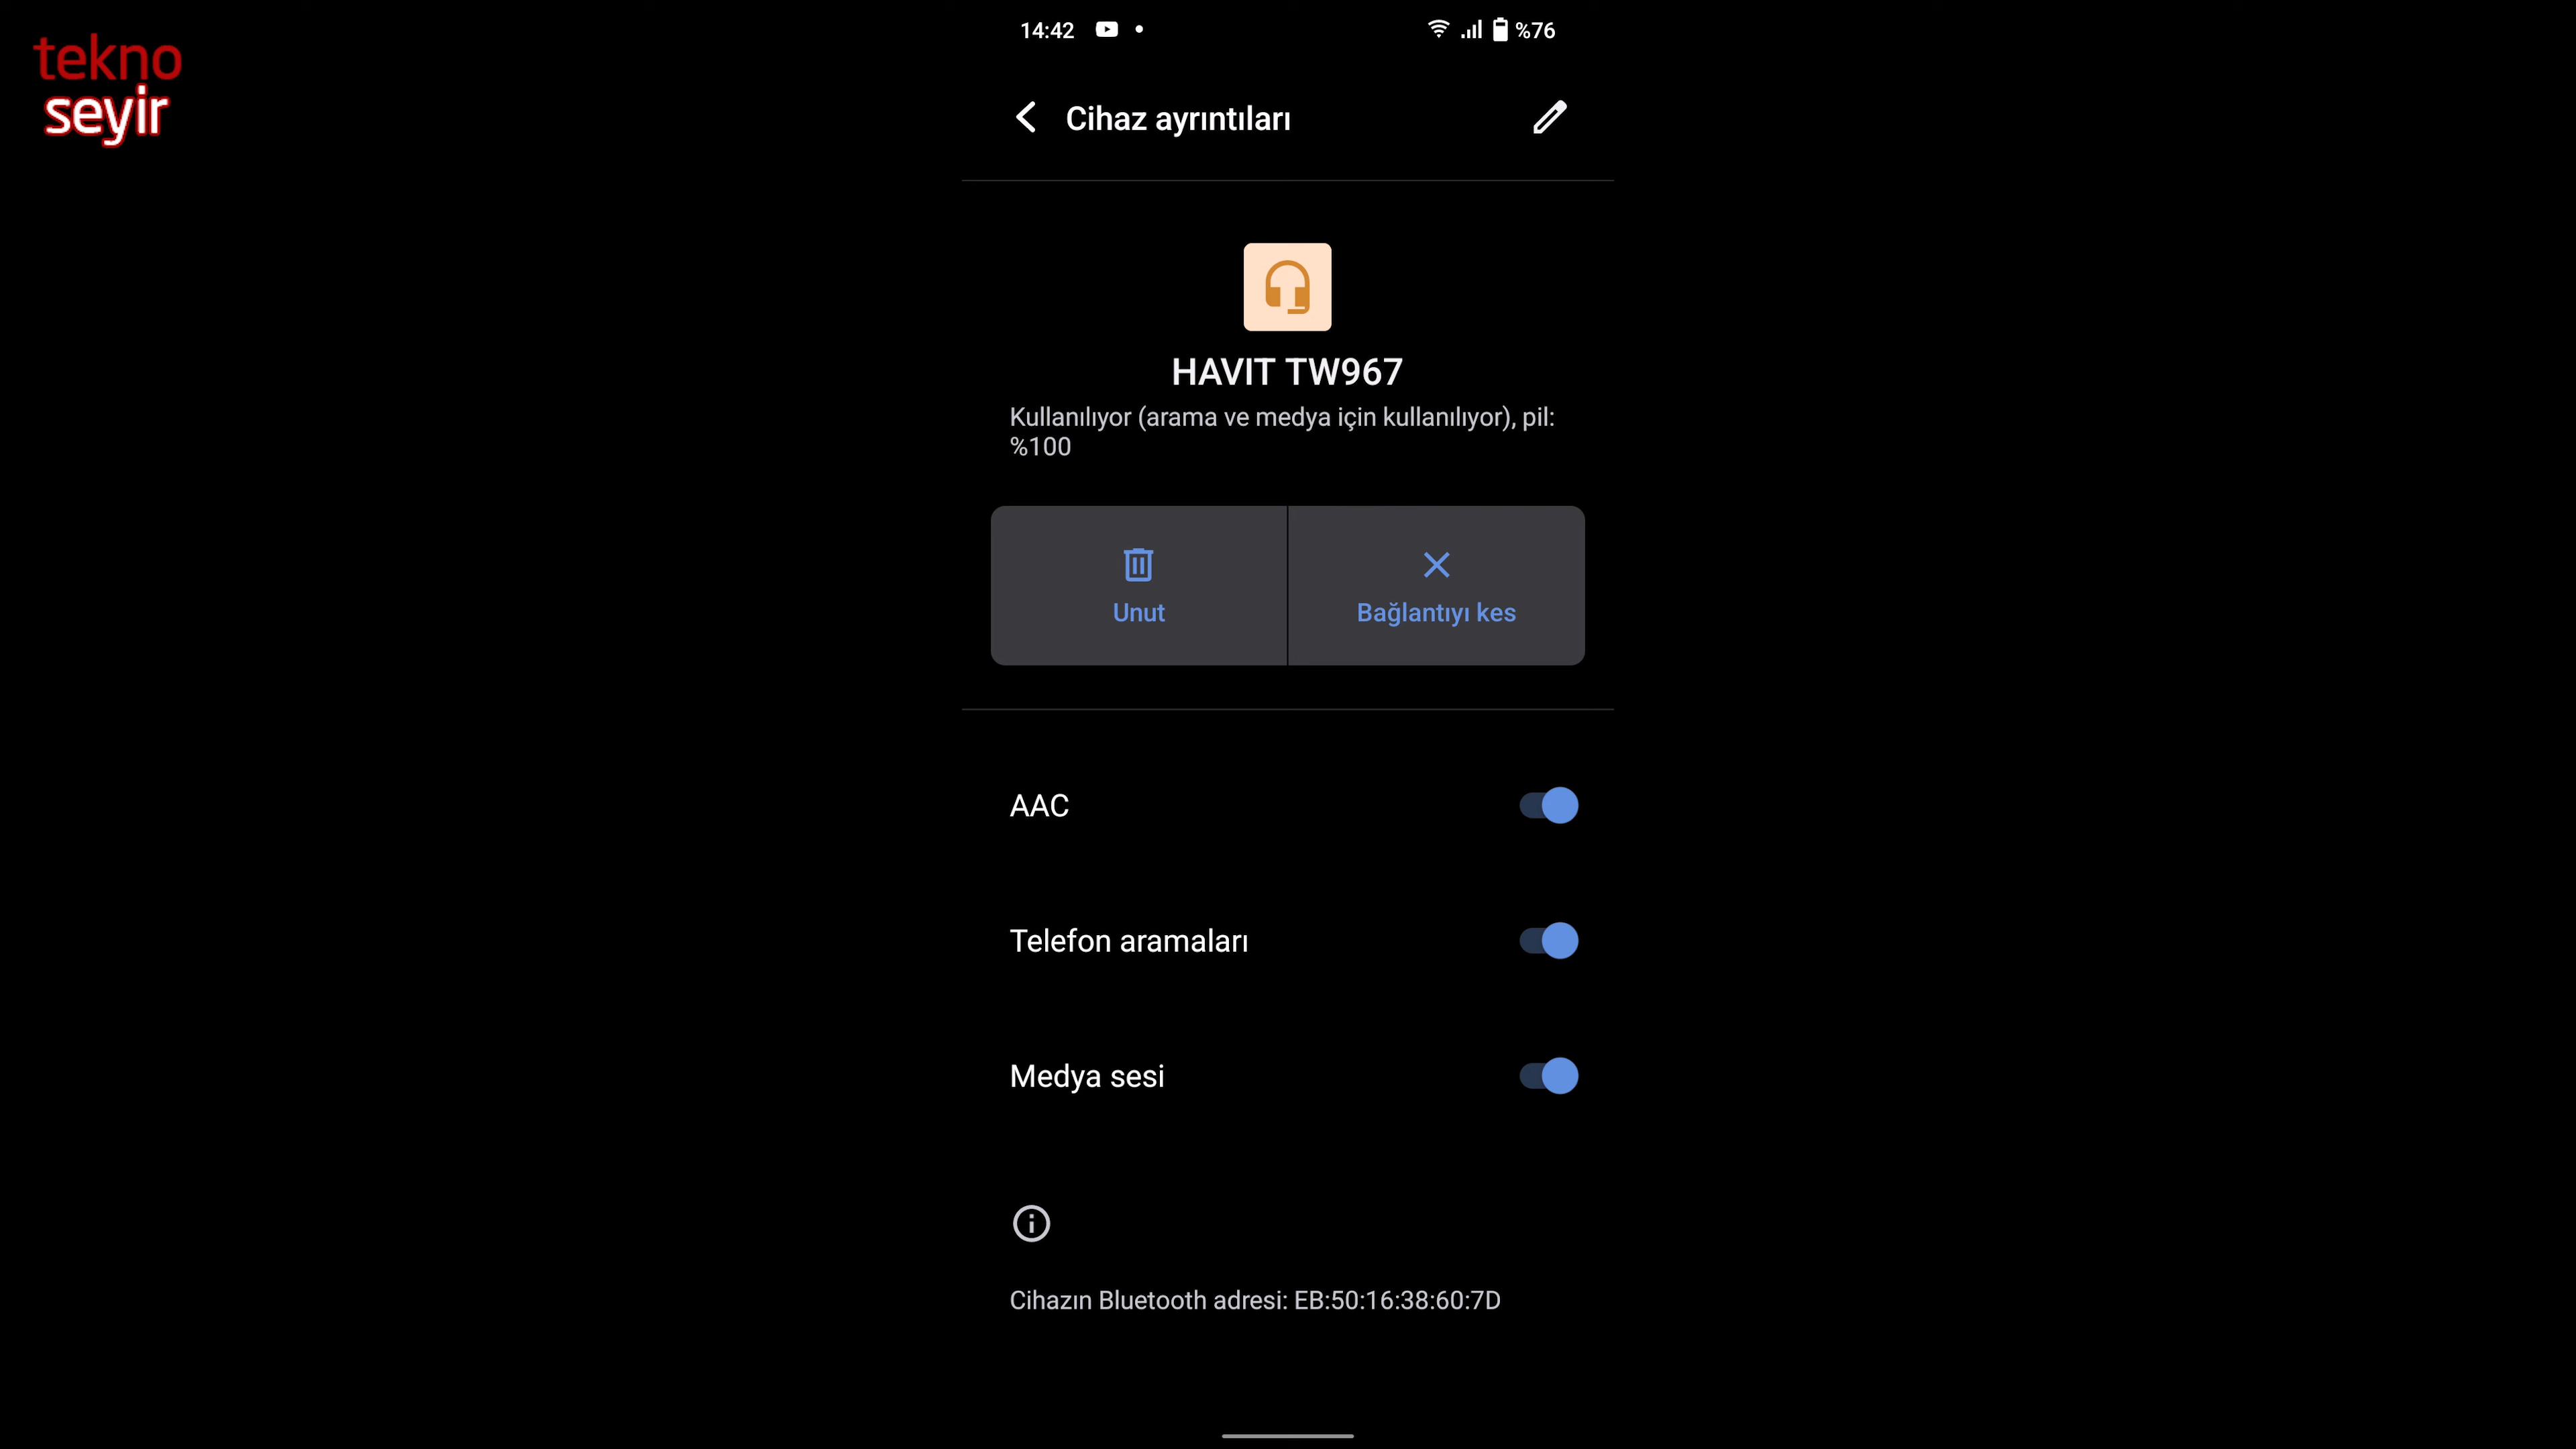 tekno
seyir
14:42
%76
Cihaz ayrıntıları
HAVIT TW967
Kullanılıyor (arama ve medya için kullanılıyor), pil:
%100
Unut
Bağlantıyı kes
AAC
Telefon aramaları
Medya sesi
Cihazın Bluetooth adresi: EB:50:16:38:60:7D